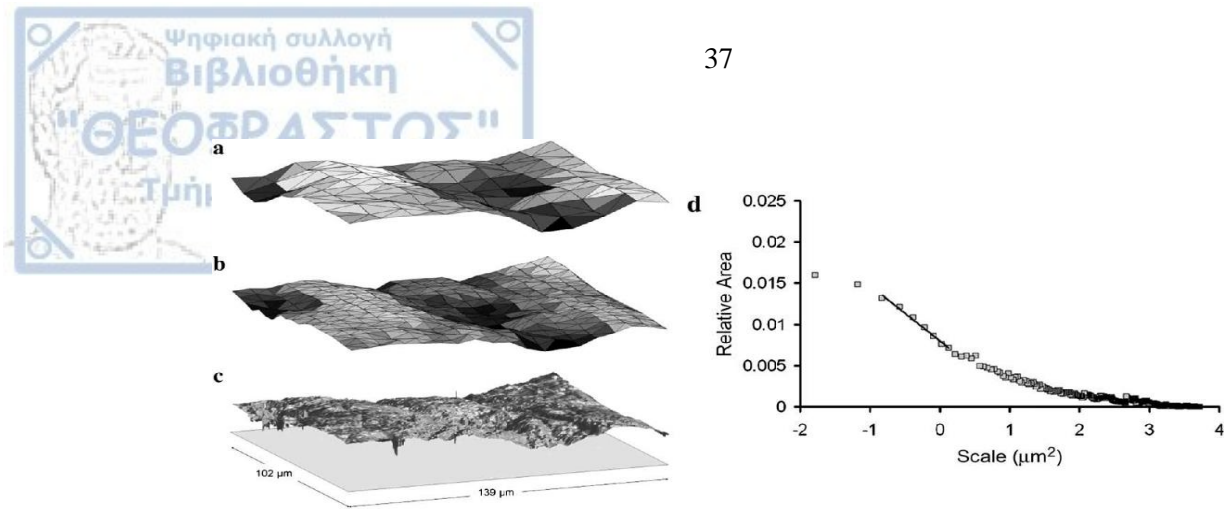 Ψηφιακή συλλογή
Βιβλιοθήκη
"ΘΕΟΦΡΑΣΤΟΣ"
37
a
b
c
102 µm
139 µm
d
0.025
0.02
0.015
0.01
0.005
0
-2 -1 0 1 2 3 4
Relative Area
Scale (µm²)